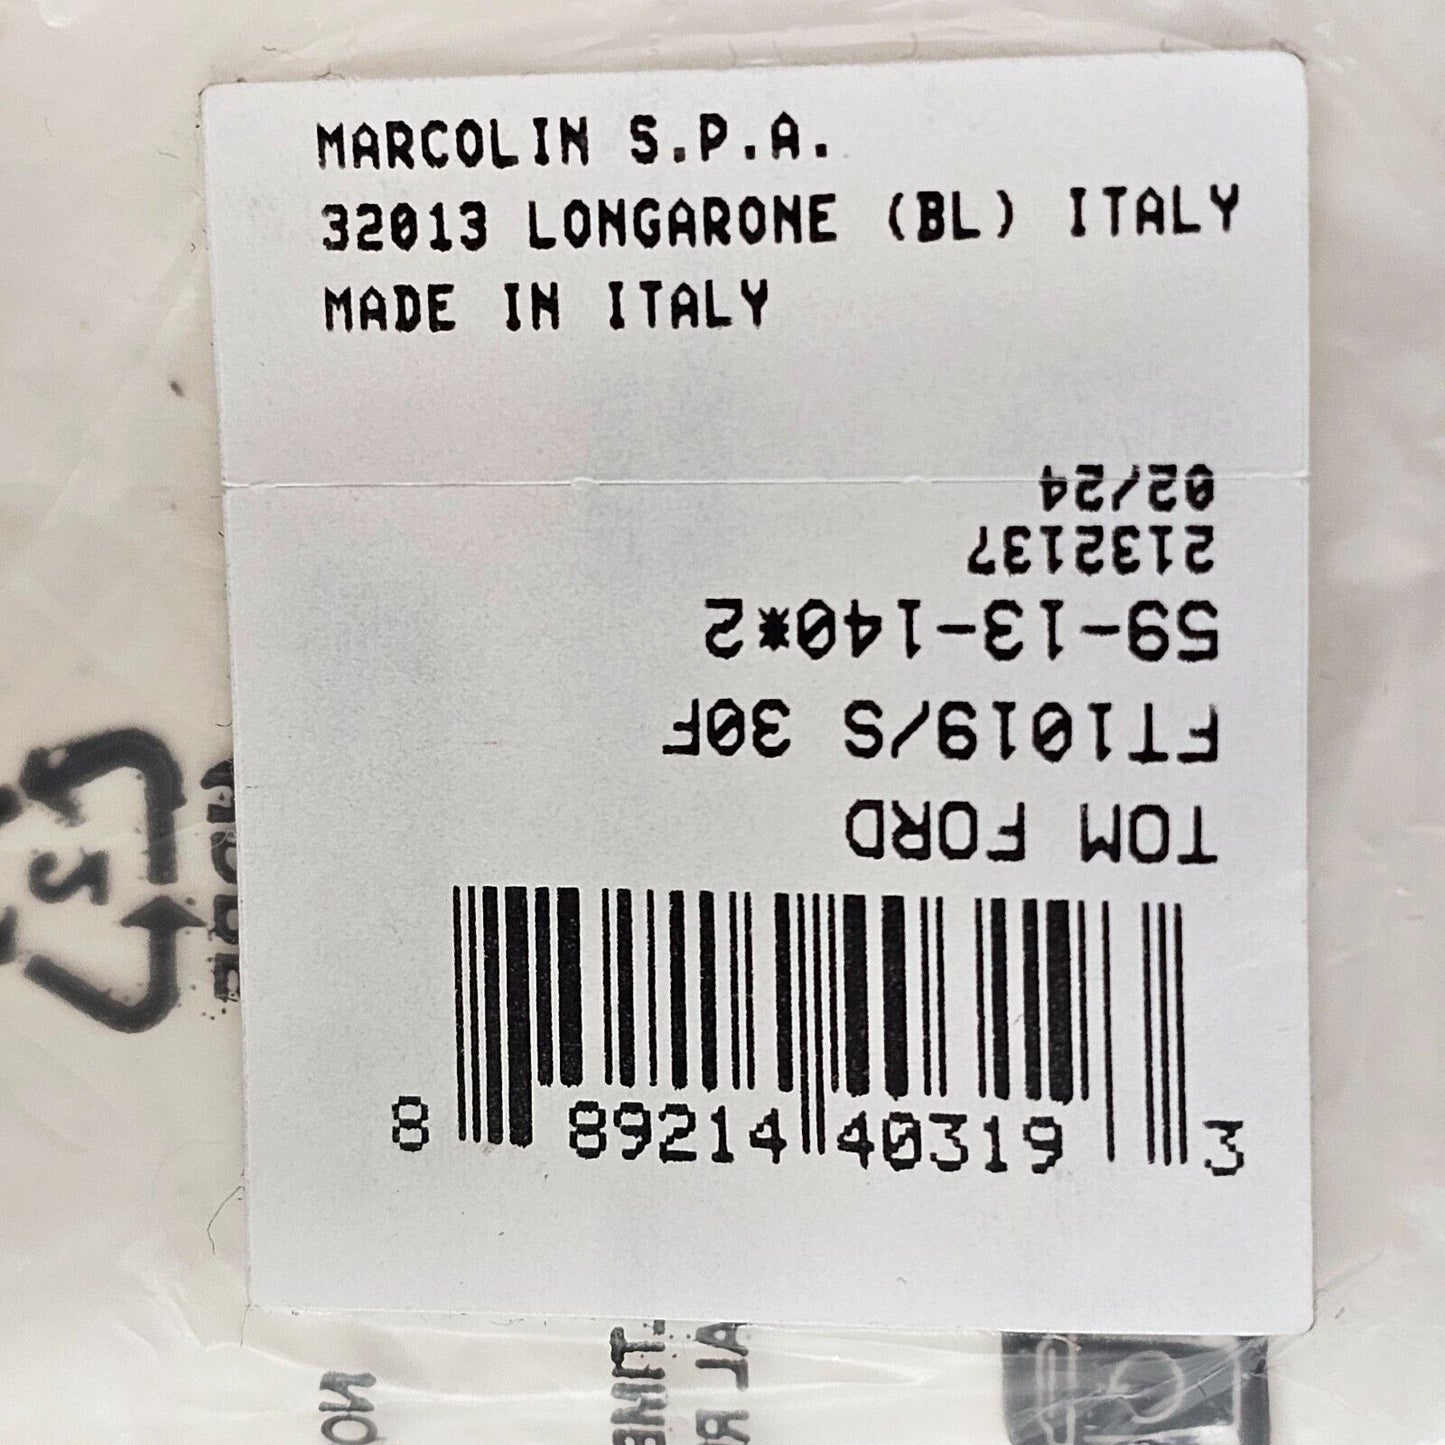 MARCOLIN S.P.A.
32013 LONGARONE (BL) ITALY
MADE IN ITALY
02/24
2132137
59-13-140*2
FT1019/S 30F
TOM FORD
8 89214 40319 3
2